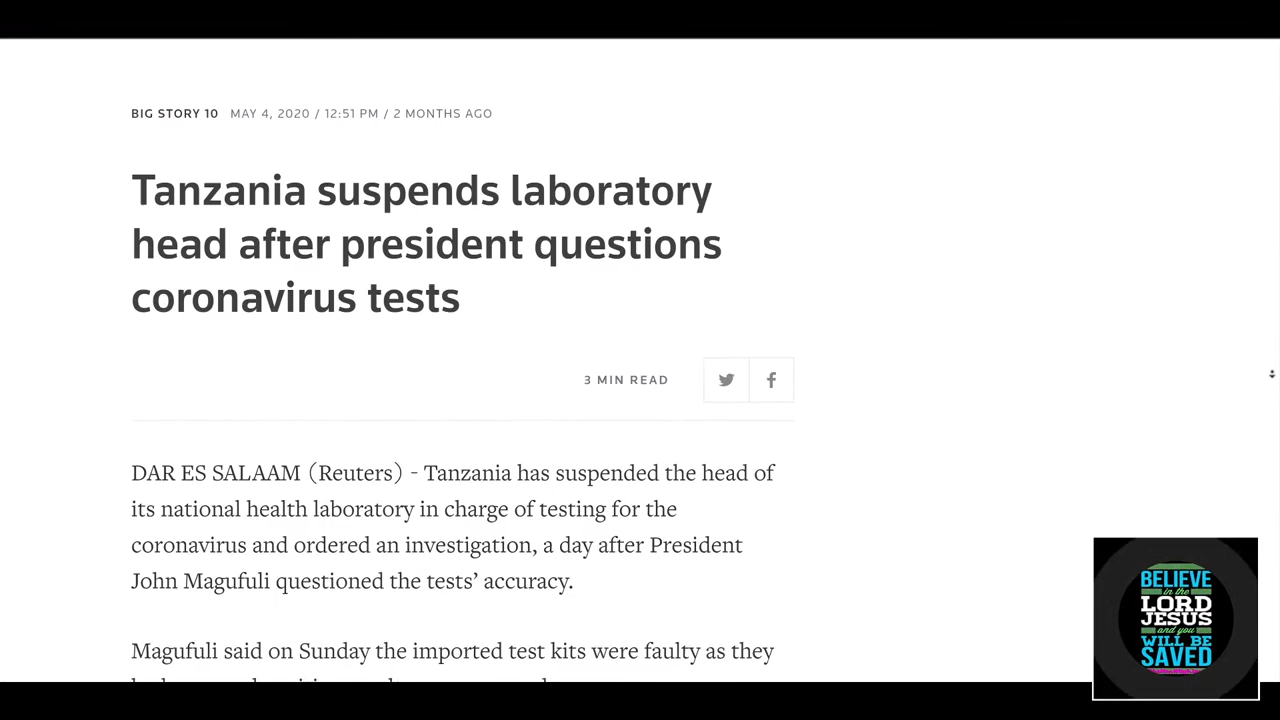 BIG STORY 10 MAY 4, 2020 / 12:51 PM / 2 MONTHS AGO
Tanzania suspends laboratory
head after president questions
coronavirus tests
3 MIN READ
DAR ES SALAAM (Reuters) - Tanzania has suspended the head of
its national health laboratory in charge of testing for the
coronavirus and ordered an investigation, a day after President
John Magufuli questioned the tests’ accuracy.
Magufuli said on Sunday the imported test kits were faulty as they
BELIEVE
in the
LORD
JESUS
and you
WILL BE
SAVED